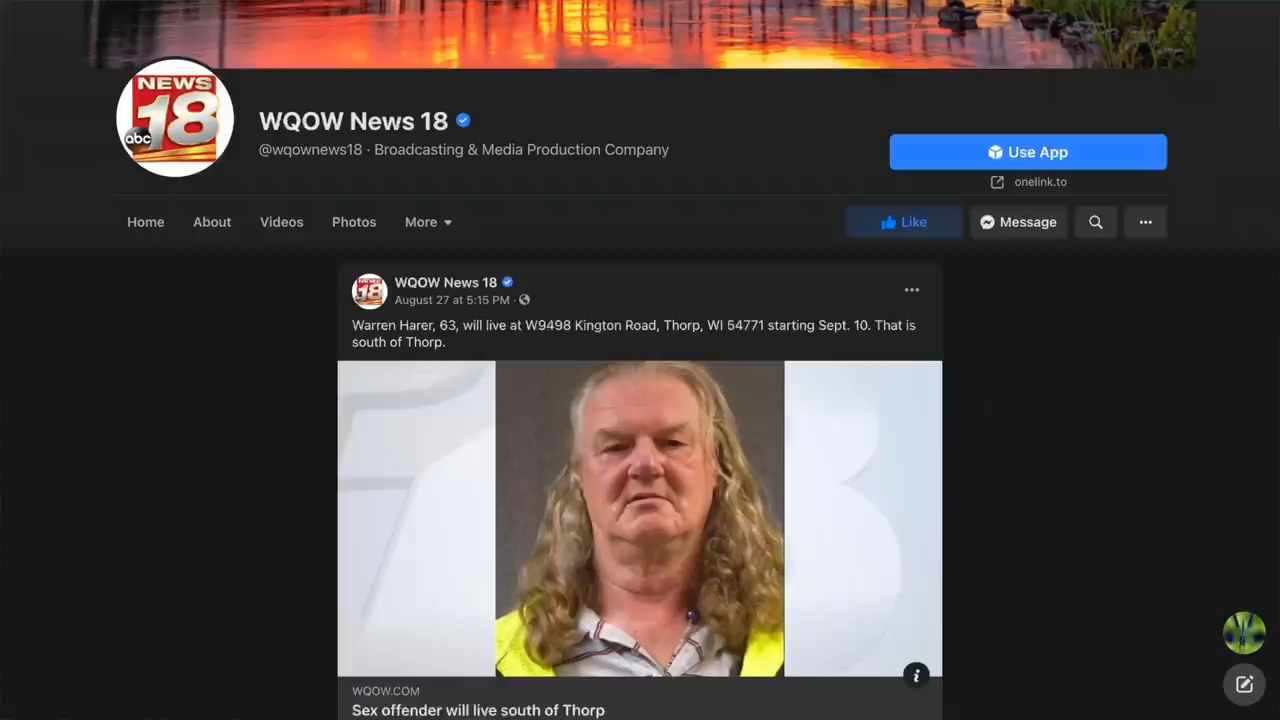 NEWS
18
abc
WQOW News 18
@wqownews18 · Broadcasting & Media Production Company
Use App
onelink.to
Home About Videos Photos More
Like Message
NEWS
18
WQOW News 18
August 27 at 5:15 PM ·
Warren Harer, 63, will live at W9498 Kington Road, Thorp, WI 54771 starting Sept. 10. That is
south of Thorp.
WQOW.COM
Sex offender will live south of Thorp